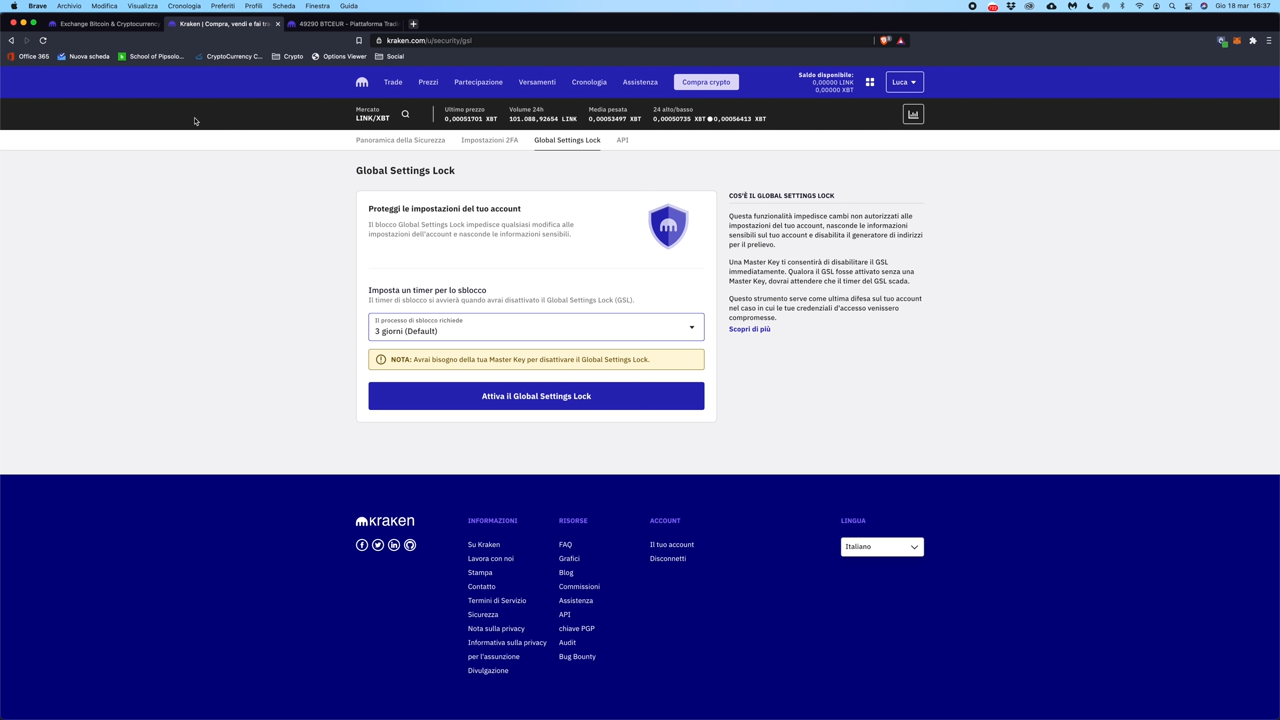 Brave Archivio Modifica Visualizza Cronologia Preferiti Profili Scheda Finestra Guida Gio 18 mar 16:37
Exchange Bitcoin & Cryptocurrency Kraken | Compra, vendi e fai tra 49290 BTCEUR - Piattaforma Tradi
kraken.com/u/security/gsl
Office 365 Nuova scheda School of Pipsolo... CryptoCurrency C... Crypto Options Viewer Social
Trade Prezzi Partecipazione Versamenti Cronologia Assistenza Compra crypto
Saldo disponibile:
0,00000 LINK
0,00000 XBT
Luca
Mercato
LINK/XBT
Ultimo prezzo
0,00051701 XBT
Volume 24h
101.088,92654 LINK
Media pesata
0,00053497 XBT
24 alto/basso
0,00050735 XBT 0,00056413 XBT
Panoramica della Sicurezza Impostazioni 2FA Global Settings Lock API
Global Settings Lock
Proteggi le impostazioni del tuo account
Il blocco Global Settings Lock impedisce qualsiasi modifica alle
impostazioni dell'account e nasconde le informazioni sensibili.
Imposta un timer per lo sblocco
Il timer di sblocco si avvierà quando avrai disattivato il Global Settings Lock (GSL).
Il processo di sblocco richiede
3 giorni (Default)
NOTA: Avrai bisogno della tua Master Key per disattivare il Global Settings Lock.
Attiva il Global Settings Lock
COS'È IL GLOBAL SETTINGS LOCK
Questa funzionalità impedisce cambi non autorizzati alle
impostazioni del tuo account, nasconde le informazioni
sensibili sul tuo account e disabilita il generatore di indirizzi
per il prelievo.
Una Master Key ti consentirà di disabilitare il GSL
immediatamente. Qualora il GSL fosse attivato senza una
Master Key, dovrai attendere che il timer del GSL scada.
Questo strumento serve come ultima difesa sul tuo account
nel caso in cui le tue credenziali d'accesso venissero
compromesse.
Scopri di più
kraken
INFORMAZIONI
Su Kraken
Lavora con noi
Stampa
Contatto
Termini di Servizio
Sicurezza
Nota sulla privacy
Informativa sulla privacy
per l'assunzione
Divulgazione
RISORSE
FAQ
Grafici
Blog
Commissioni
Assistenza
API
chiave PGP
Audit
Bug Bounty
ACCOUNT
Il tuo account
Disconnetti
LINGUA
Italiano